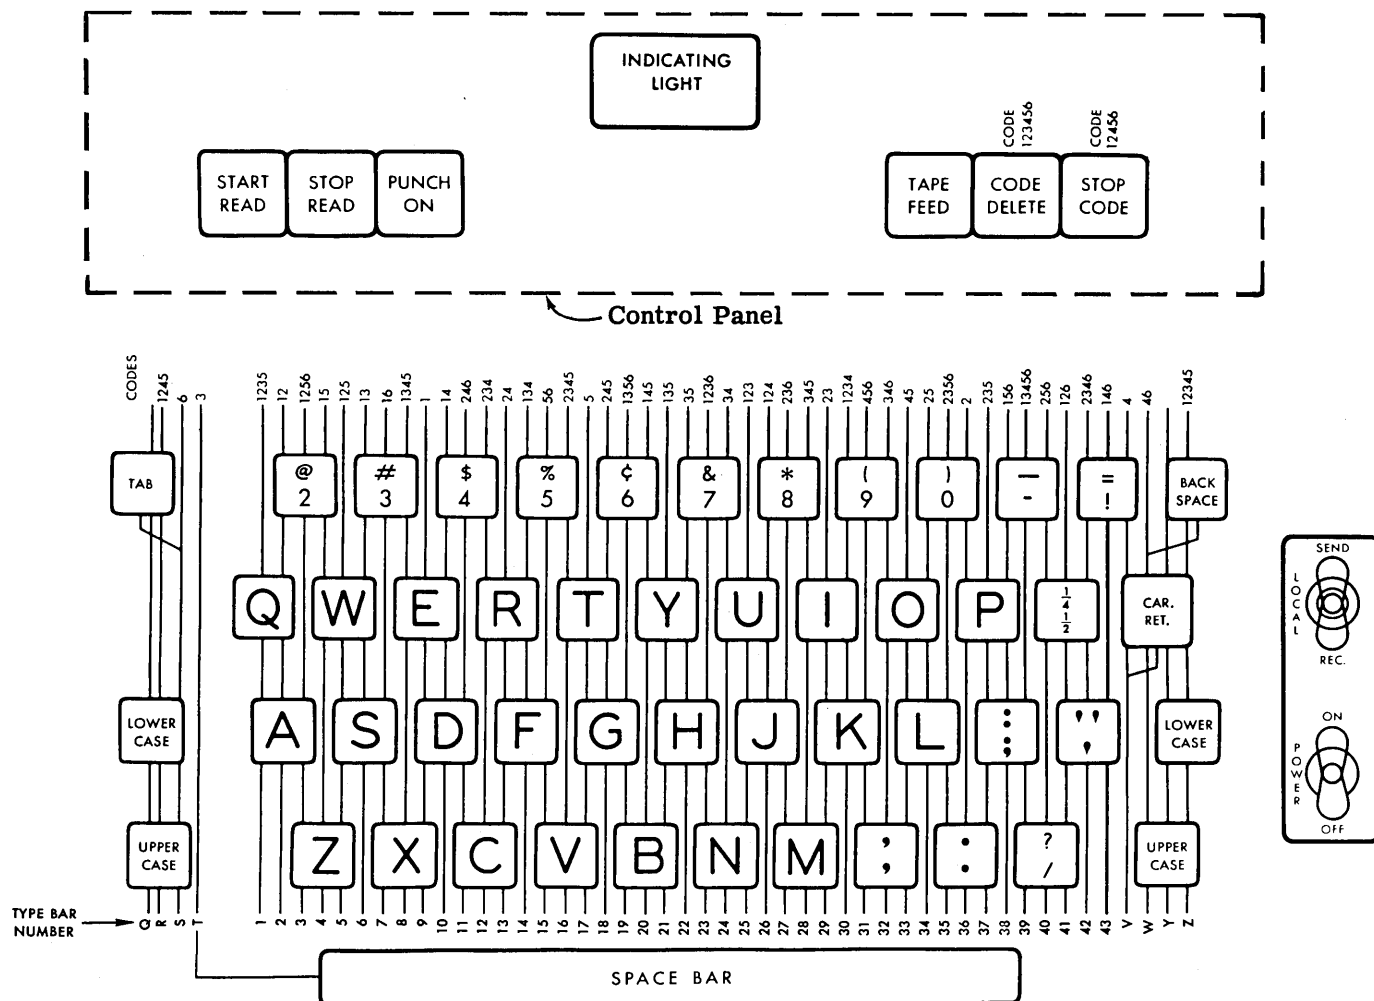 INDICATING
LIGHT
CODE
123456
CODE
12456
START
READ
STOP
READ
PUNCH
ON
TAPE
FEED
CODE
DELETE
STOP
CODE
Control Panel
CODES
1245 6 3 1235 12 1256 15 125 13 16 1345 1 14 246 234 24 134 56 2345 5 245 1356 145 135 35 1236 34 123 124 236 345 23 1234 456 346 45 25 2356 2 235 156 13456 256 126 2346 146 4 46 12345
TAB
@ # $ % ¢ & * ( ) — =
2 3 4 5 6 7 8 9 0 - !
BACK
SPACE
Q W E R T Y U I O P
1/4
1/2
CAR.
RET.
LOWER
CASE
A S D F G H J K L
:
;
"
'
LOWER
CASE
UPPER
CASE
Z X C V B N M
,
,
.
.
?
/
UPPER
CASE
TYPE BAR
NUMBER
Q R S T 1 2 3 4 5 6 7 8 9 10 11 12 13 14 15 16 17 18 19 20 21 22 23 24 25 26 27 28 29 30 31 32 33 34 35 36 37 38 39 40 41 42 43 V W Y Z
SPACE BAR
SEND
LOCAL
REC.
ON
POWER
OFF